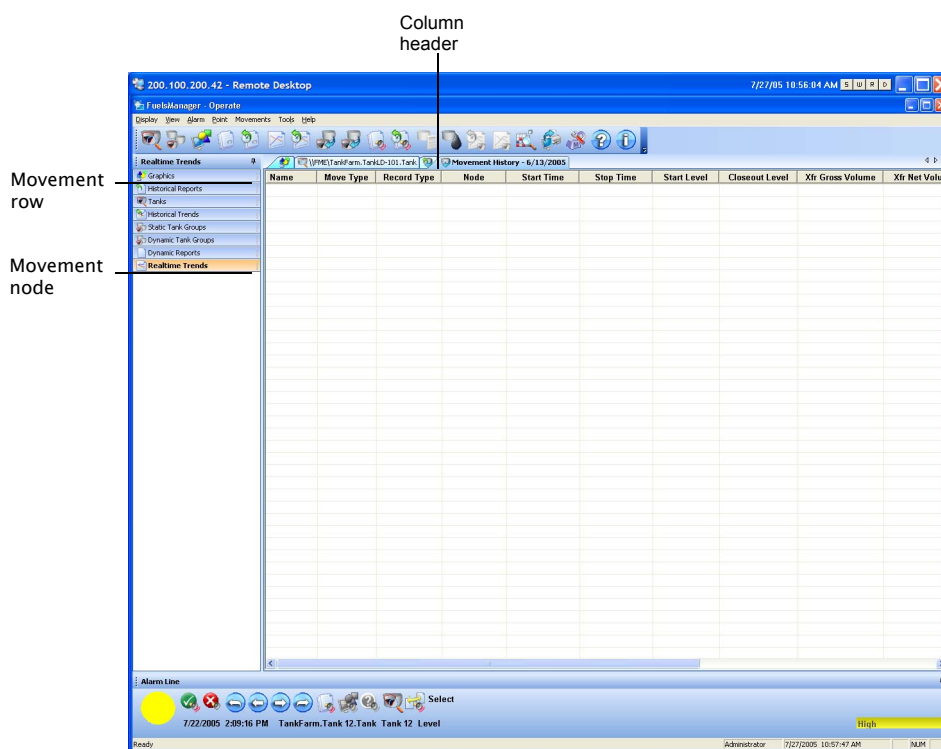 Column
header
200.100.200.42 - Remote Desktop
7/27/05 10:56:04 AM S W R D
FuelsManager - Operate
Display View Alarm Point Movements Tools Help
Realtime Trends
\\FME\TankFarm.TankLD-101.Tank
Movement History - 6/13/2005
Movement
row
Graphics
Historical Reports
Tanks
Historical Trends
Static Tank Groups
Dynamic Tank Groups
Dynamic Reports
Realtime Trends
Name Move Type Record Type Node Start Time Stop Time Start Level Closeout Level Xfr Gross Volume Xfr Net Volu
Movement
node
Alarm Line
Select
7/22/2005 2:09:16 PM TankFarm.Tank 12.Tank Tank 12 Level High
Ready Administrator 7/27/2005 10:57:47 AM NUM